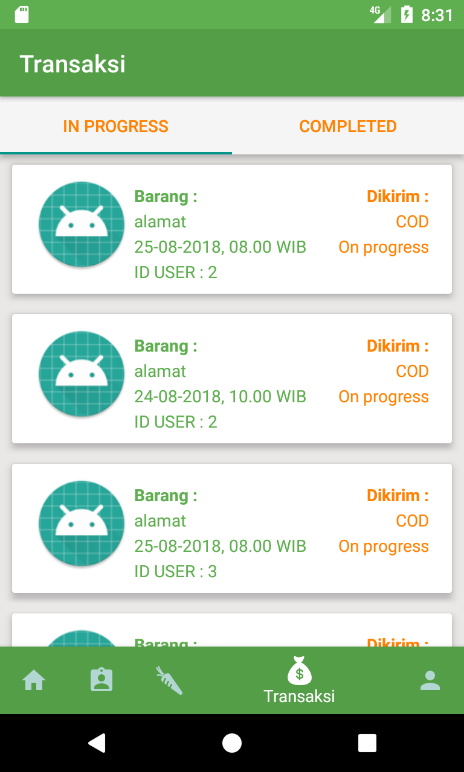 4G 8:31
Transaksi
IN PROGRESS COMPLETED
Barang : Dikirim :
alamat COD
25-08-2018, 08.00 WIB On progress
ID USER : 2
Barang : Dikirim :
alamat COD
24-08-2018, 10.00 WIB On progress
ID USER : 2
Barang : Dikirim :
alamat COD
25-08-2018, 08.00 WIB On progress
ID USER : 3
Barang : Dikirim :
$
Transaksi